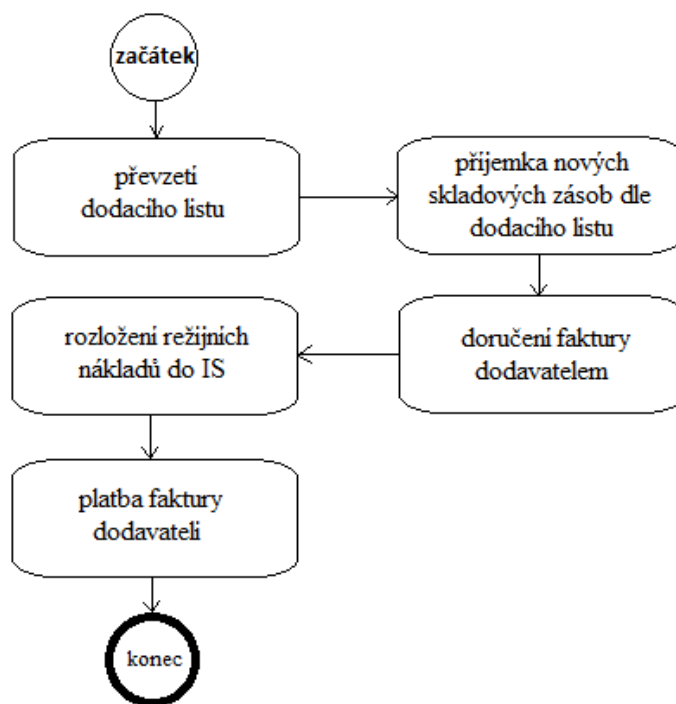 začátek
převzetí
dodacího listu
příjemka nových
skladových zásob dle
dodacího listu
doručení faktury
dodavatelem
rozložení režijních
nákladů do IS
platba faktury
dodavateli
konec